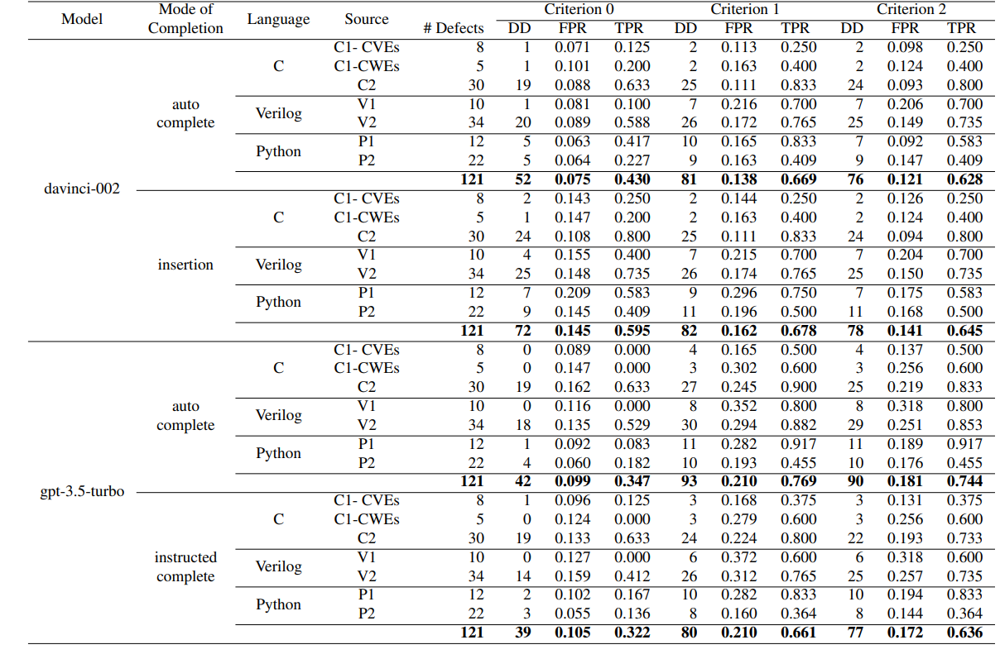 Model Mode of Completion Language Source # Defects Criterion 0 Criterion 1 Criterion 2
DD FPR TPR DD FPR TPR DD FPR TPR
davinci-002 auto complete C C1- CVEs 8 1 0.071 0.125 2 0.113 0.250 2 0.098 0.250
C1-CWEs 5 1 0.101 0.200 2 0.163 0.400 2 0.124 0.400
C2 30 19 0.088 0.633 25 0.111 0.833 24 0.093 0.800
Verilog V1 10 1 0.081 0.100 7 0.216 0.700 7 0.206 0.700
V2 34 20 0.089 0.588 26 0.172 0.765 25 0.149 0.735
Python P1 12 5 0.063 0.417 10 0.165 0.833 7 0.092 0.583
P2 22 5 0.064 0.227 9 0.163 0.409 9 0.147 0.409
121 52 0.075 0.430 81 0.138 0.669 76 0.121 0.628
insertion C C1- CVEs 8 2 0.143 0.250 2 0.144 0.250 2 0.126 0.250
C1-CWEs 5 1 0.147 0.200 2 0.163 0.400 2 0.124 0.400
C2 30 24 0.108 0.800 25 0.111 0.833 24 0.094 0.800
Verilog V1 10 4 0.155 0.400 7 0.215 0.700 7 0.204 0.700
V2 34 25 0.148 0.735 26 0.174 0.765 25 0.150 0.735
Python P1 12 7 0.209 0.583 9 0.296 0.750 7 0.175 0.583
P2 22 9 0.145 0.409 11 0.196 0.500 11 0.168 0.500
121 72 0.145 0.595 82 0.162 0.678 78 0.141 0.645
gpt-3.5-turbo auto complete C C1- CVEs 8 0 0.089 0.000 4 0.165 0.500 4 0.137 0.500
C1-CWEs 5 0 0.147 0.000 3 0.302 0.600 3 0.256 0.600
C2 30 19 0.162 0.633 27 0.245 0.900 25 0.219 0.833
Verilog V1 10 0 0.116 0.000 8 0.352 0.800 8 0.318 0.800
V2 34 18 0.135 0.529 30 0.294 0.882 29 0.251 0.853
Python P1 12 1 0.092 0.083 11 0.282 0.917 11 0.189 0.917
P2 22 4 0.060 0.182 10 0.193 0.455 10 0.176 0.455
121 42 0.099 0.347 93 0.210 0.769 90 0.181 0.744
instructed complete C C1- CVEs 8 1 0.096 0.125 3 0.168 0.375 3 0.131 0.375
C1-CWEs 5 0 0.124 0.000 3 0.279 0.600 3 0.256 0.600
C2 30 19 0.133 0.633 24 0.224 0.800 22 0.193 0.733
Verilog V1 10 0 0.127 0.000 6 0.372 0.600 6 0.318 0.600
V2 34 14 0.159 0.412 26 0.312 0.765 25 0.257 0.735
Python P1 12 2 0.102 0.167 10 0.282 0.833 10 0.194 0.833
P2 22 3 0.055 0.136 8 0.160 0.364 8 0.144 0.364
121 39 0.105 0.322 80 0.210 0.661 77 0.172 0.636